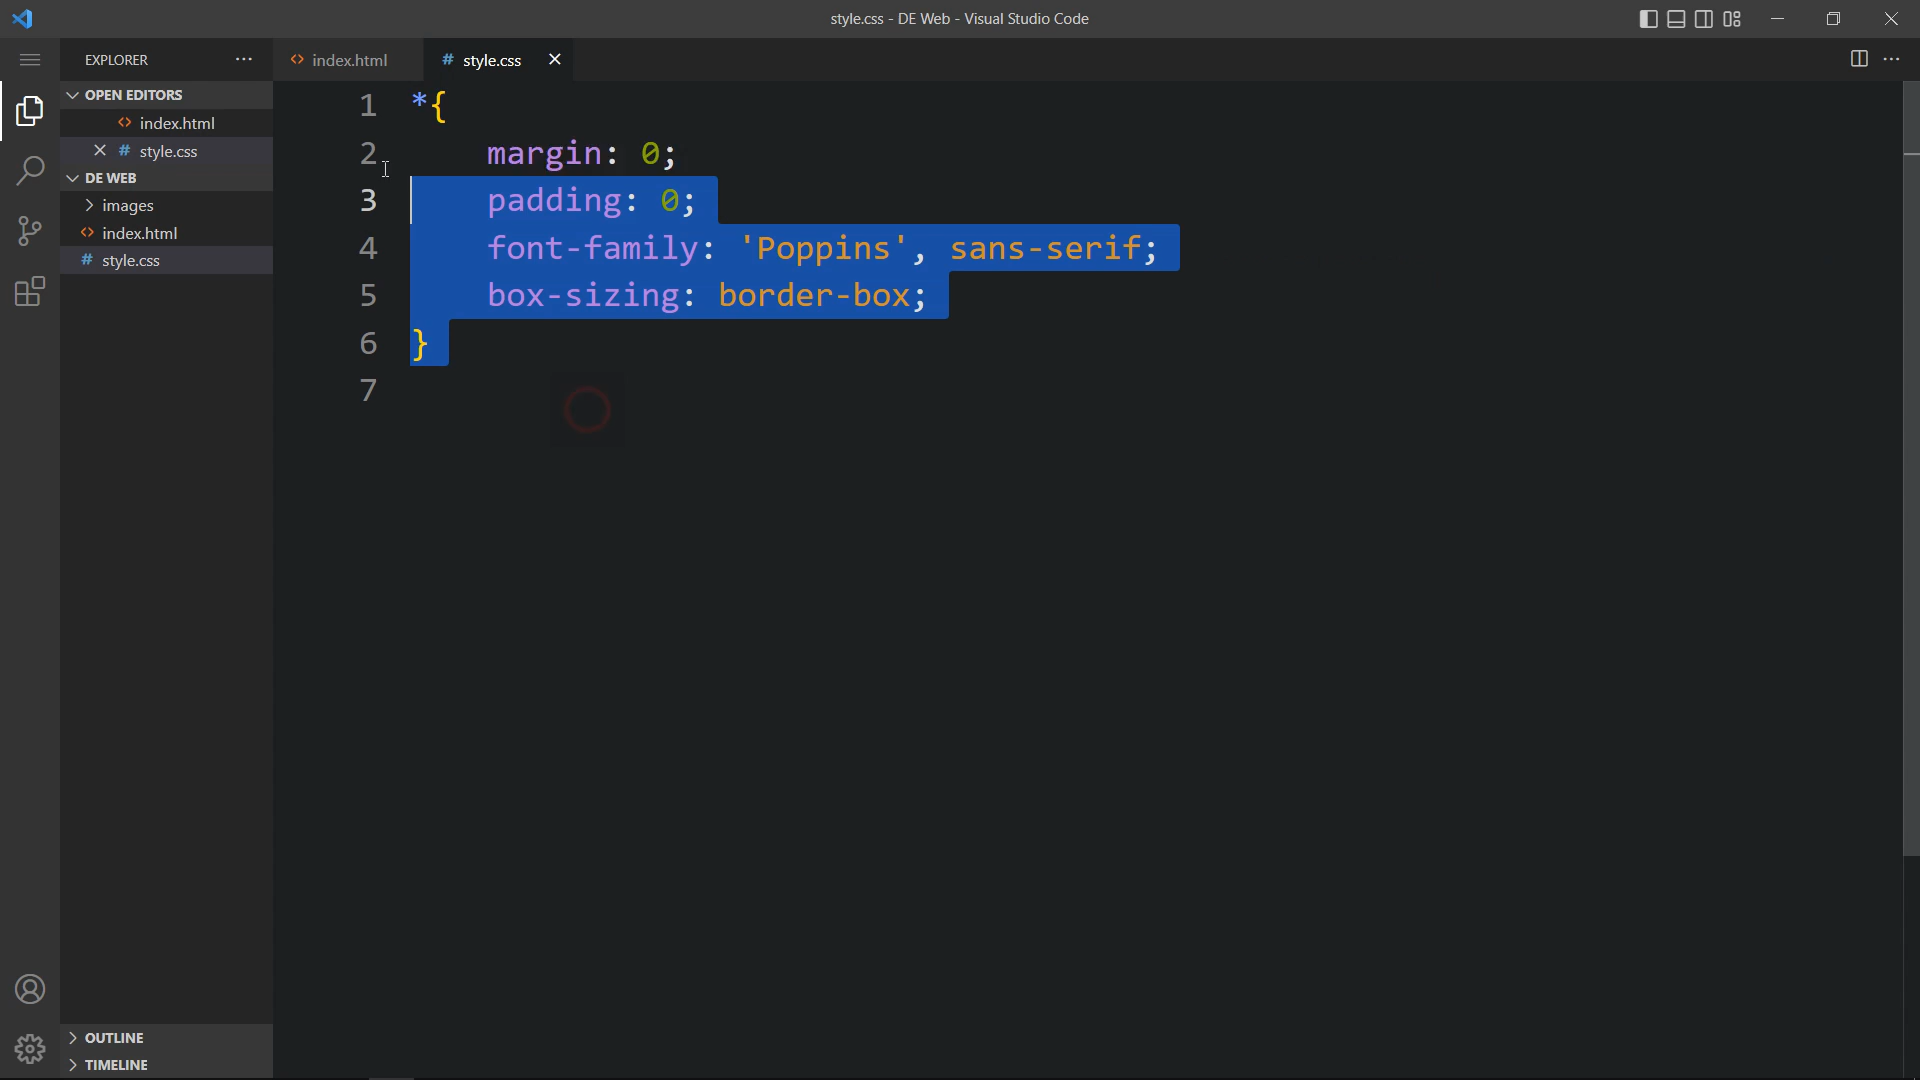 style.css - DE Web - Visual Studio Code
EXPLORER
index.html
# style.css
OPEN EDITORS
index.html
# style.css
DE WEB
images
index.html
# style.css
OUTLINE
TIMELINE
1 *{
2 margin: 0;
3 padding: 0;
4 font-family: 'Poppins', sans-serif;
5 box-sizing: border-box;
6 }
7